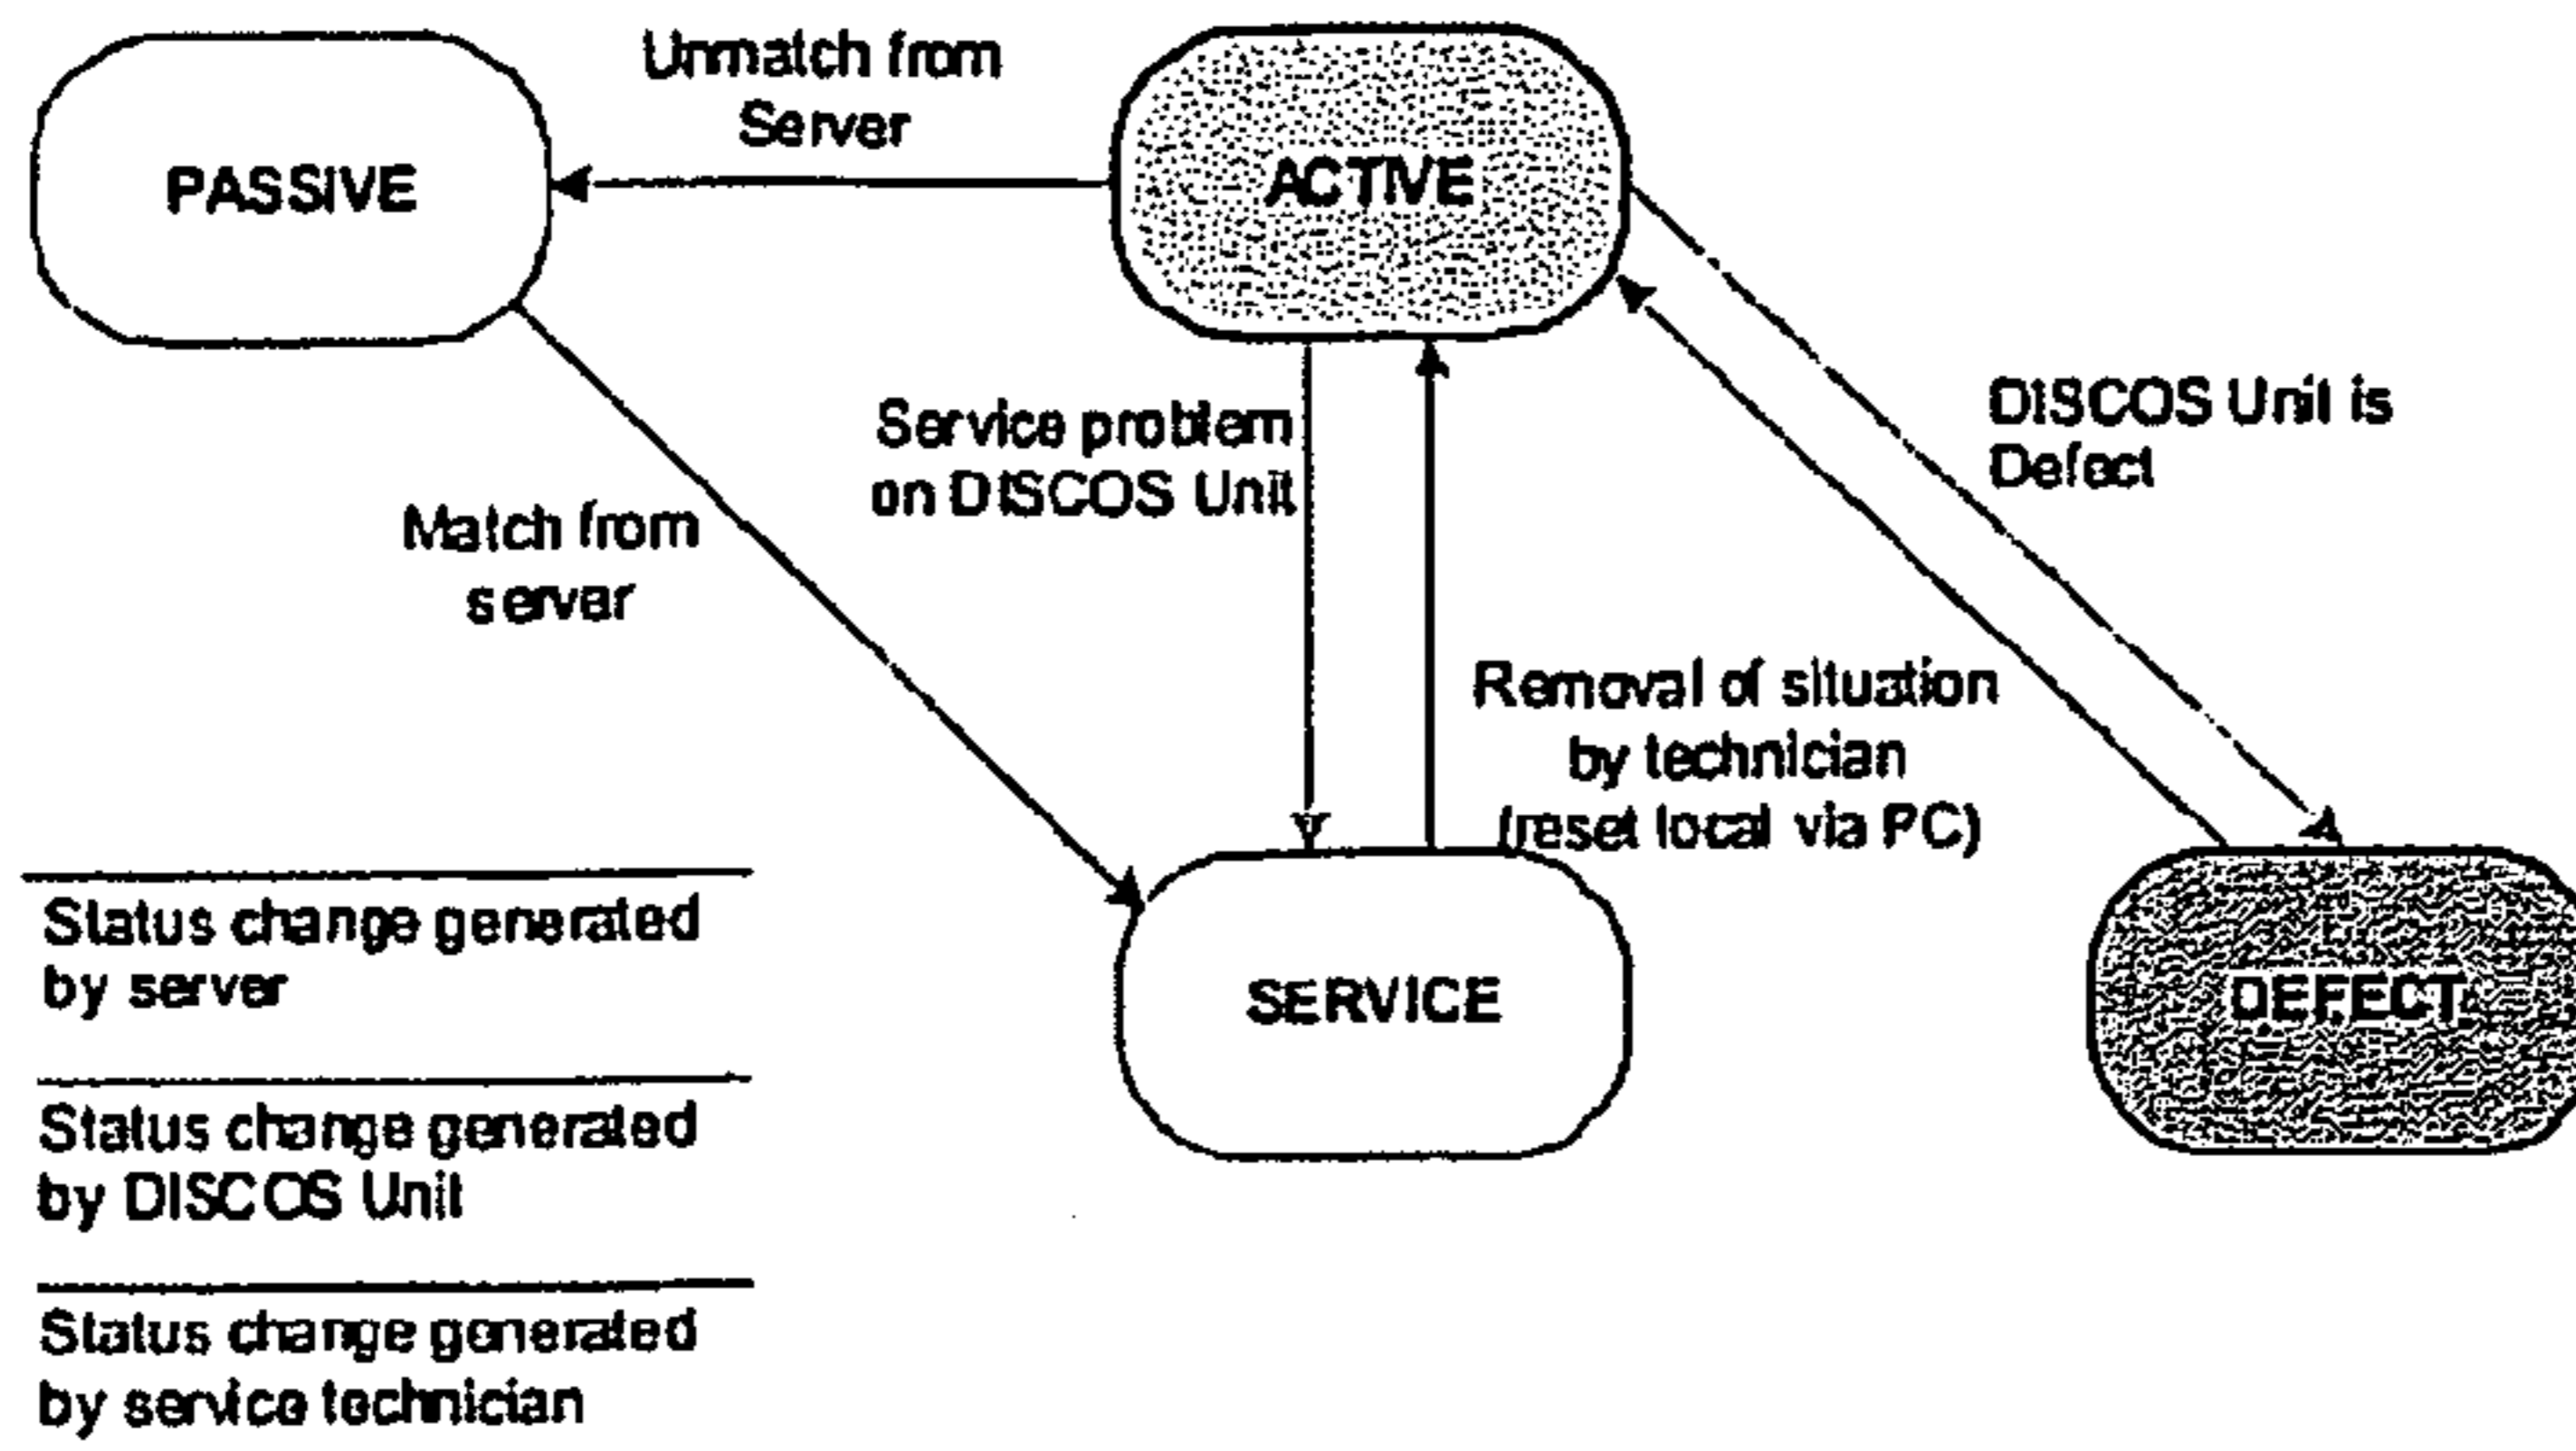 Unmatch from
Server
PASSIVE
ACTIVE
Service problem
on DISCOS Unit
DISCOS Unit is
Defect
Match from
server
Removal of situation
by technician
(reset local via PC)
SERVICE
DEFECT
Status change generated
by server
Status change generated
by DISCOS Unit
Status change generated
by service technician